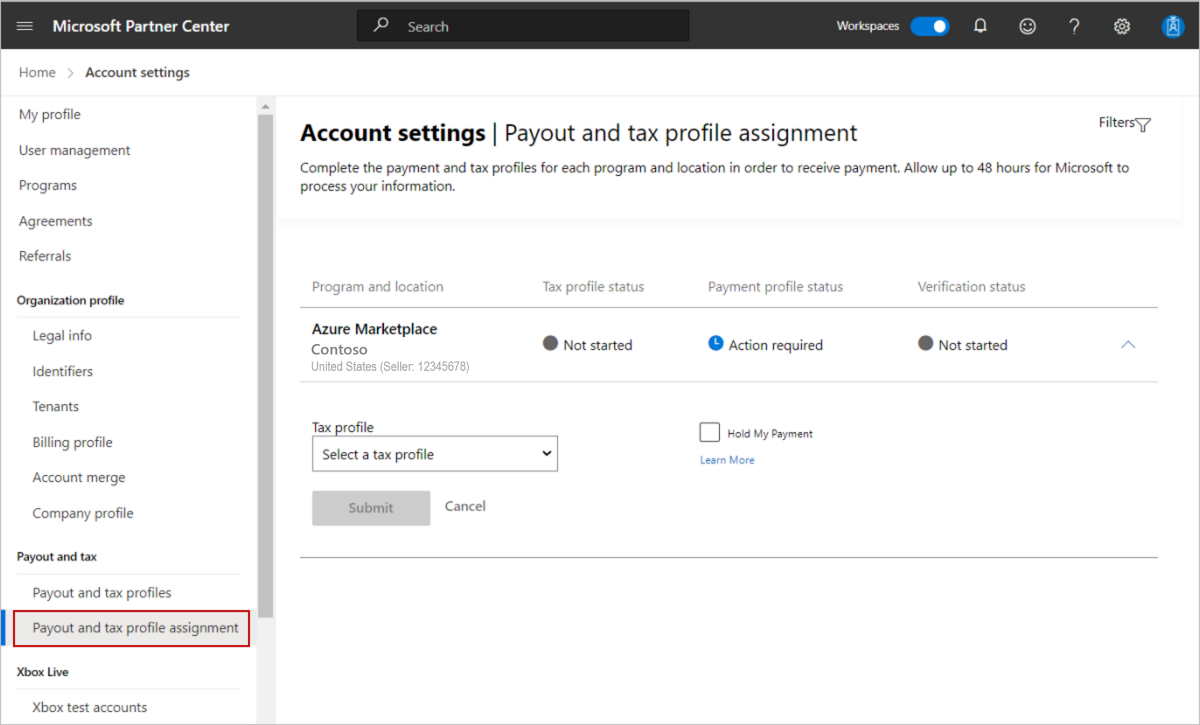 Microsoft Partner Center
Search
Workspaces
Home > Account settings
My profile
User management
Programs
Agreements
Referrals
Organization profile
Legal info
Identifiers
Tenants
Billing profile
Account merge
Company profile
Payout and tax
Payout and tax profiles
Payout and tax profile assignment
Xbox Live
Xbox test accounts
Account settings | Payout and tax profile assignment
Filters
Complete the payment and tax profiles for each program and location in order to receive payment. Allow up to 48 hours for Microsoft to
process your information.
Program and location Tax profile status Payment profile status Verification status
Azure Marketplace
Contoso
United States (Seller: 12345678)
Not started
Action required
Not started
Tax profile
Select a tax profile
Hold My Payment
Learn More
Submit
Cancel